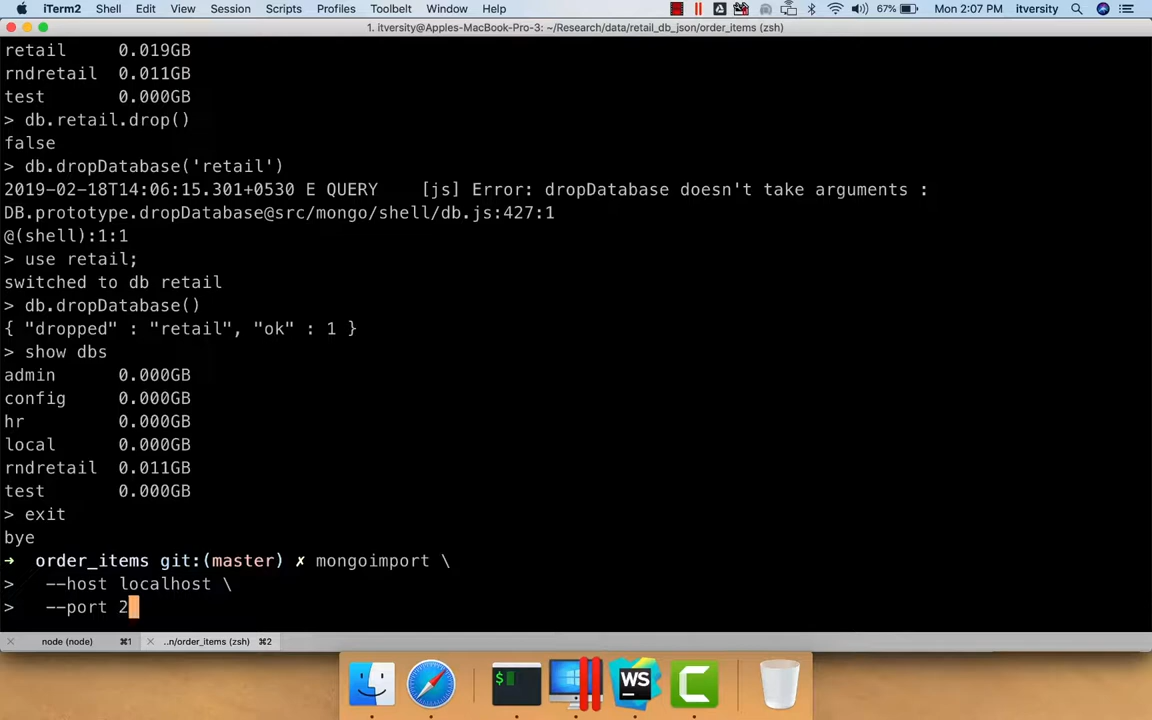 iTerm2 Shell Edit View Session Scripts Profiles Toolbelt Window Help 67% Mon 2:07 PM itversity
1. itversity@Apples-MacBook-Pro-3: ~/Research/data/retail_db_json/order_items (zsh)
retail 0.019GB
rndretail 0.011GB
test 0.000GB
> db.retail.drop()
false
> db.dropDatabase('retail')
2019-02-18T14:06:15.301+0530 E QUERY [js] Error: dropDatabase doesn't take arguments :
DB.prototype.dropDatabase@src/mongo/shell/db.js:427:1
@(shell):1:1
> use retail;
switched to db retail
> db.dropDatabase()
{ "dropped" : "retail", "ok" : 1 }
> show dbs
admin 0.000GB
config 0.000GB
hr 0.000GB
local 0.000GB
rndretail 0.011GB
test 0.000GB
> exit
bye
➜ order_items git:(master) ✗ mongoimport \
> --host localhost \
> --port 2
node (node) ⌘1 ..n/order_items (zsh) ⌘2
$ WS C